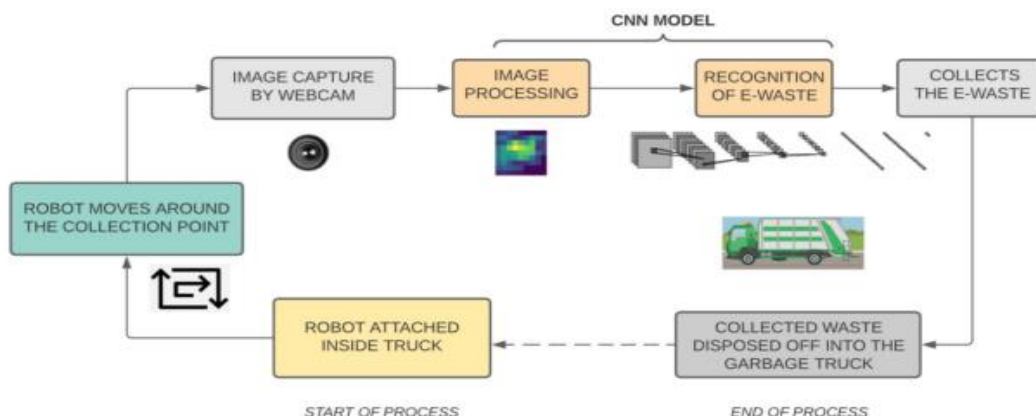 CNN MODEL
IMAGE CAPTURE
BY WEBCAM
IMAGE
PROCESSING
RECOGNITION
OF E-WASTE
COLLECTS
THE E-WASTE
ROBOT MOVES AROUND
THE COLLECTION POINT
ROBOT ATTACHED
INSIDE TRUCK
COLLECTED WASTE
DISPOSED OFF INTO THE
GARBAGE TRUCK
START OF PROCESS
END OF PROCESS